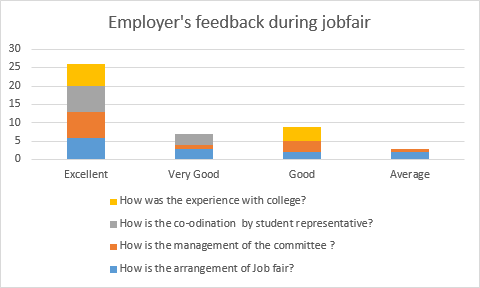 Employer's feedback during jobfair
30
25
20
15
10
5
0
Excellent Very Good Good Average
How was the experience with college?
How is the co-odination by student representative?
How is the management of the committee ?
How is the arrangement of Job fair?